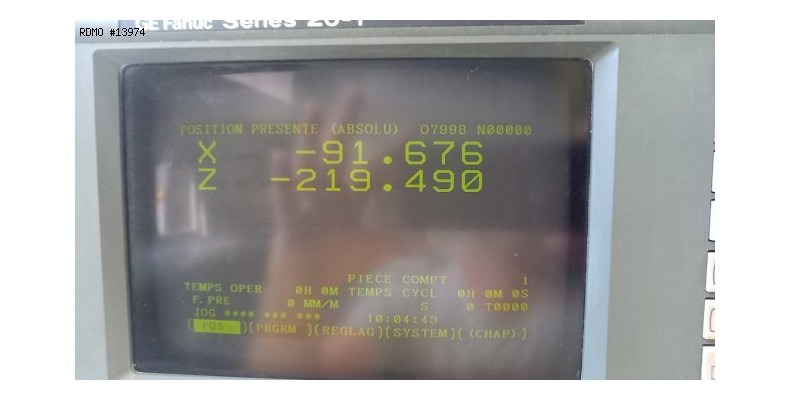 GE Fanuc Series 20-T
RDMO #13974
POSITION PRESENTE (ABSOLU) O7998 N00000
X -91.676
Z -219.490
PIECE COMPT 1
TEMPS OPER 0H 0M TEMPS CYCL 0H 0M 0S
. F. PRE 0 MM/M S 0 T0000
JOG **** *** *** 10:04:43
[ POS. ][PRGRM ][REGLAG][SYSTEM][ (CHAP) ]